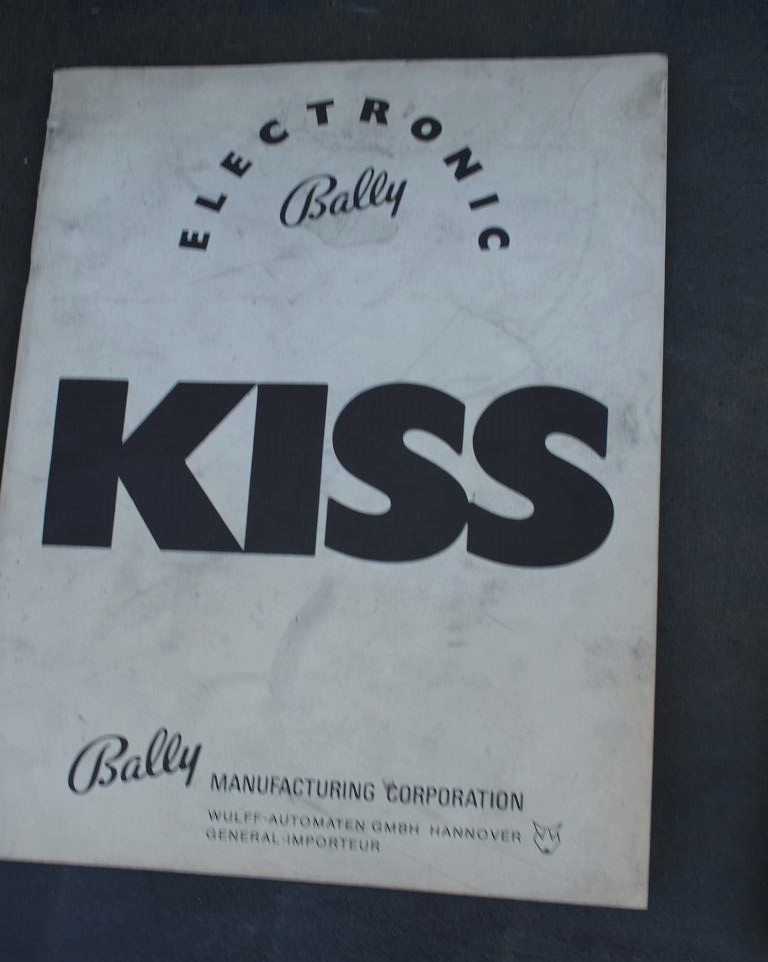 ELECTRONIC
Bally
KISS
Bally MANUFACTURING CORPORATION
WULFF-AUTOMATEN GMBH HANNOVER
GENERAL-IMPORTEUR